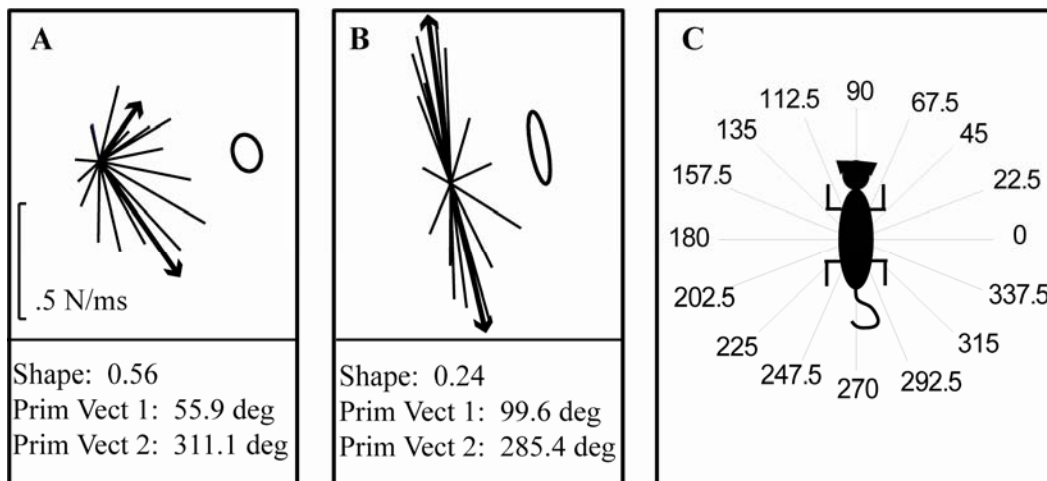 A
.5 N/ms
Shape: 0.56
Prim Vect 1: 55.9 deg
Prim Vect 2: 311.1 deg
B
Shape: 0.24
Prim Vect 1: 99.6 deg
Prim Vect 2: 285.4 deg
C
90
112.5
67.5
135
45
157.5
22.5
180
0
202.5
337.5
225
315
247.5
292.5
270